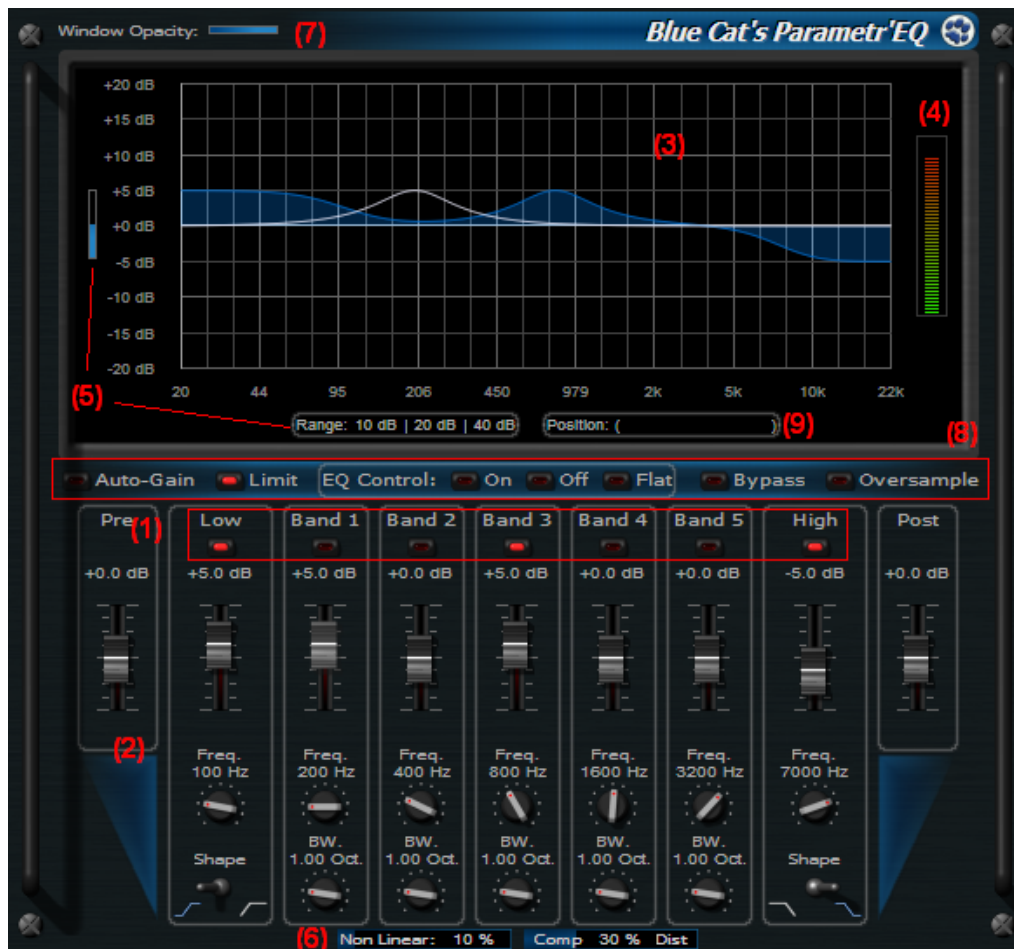 Window Opacity: (7) Blue Cat's Parametr'EQ
+20 dB
+15 dB
+10 dB
+5 dB
+0 dB
-5 dB
-10 dB
-15 dB
-20 dB
(3)
(4)
20 44 95 206 450 979 2k 5k 10k 22k
(5)
Range: 10 dB | 20 dB | 40 dB Position: ( ) (9)
(8)
Auto-Gain Limit EQ Control: On Off Flat Bypass Oversample
Pre (1) Low Band 1 Band 2 Band 3 Band 4 Band 5 High Post
+0.0 dB +5.0 dB +5.0 dB +0.0 dB +5.0 dB +0.0 dB +0.0 dB -5.0 dB +0.0 dB
(2)
Freq. Freq. Freq. Freq. Freq. Freq. Freq.
100 Hz 200 Hz 400 Hz 800 Hz 1600 Hz 3200 Hz 7000 Hz
BW. BW. BW. BW. BW.
Shape 1.00 Oct. 1.00 Oct. 1.00 Oct. 1.00 Oct. 1.00 Oct. Shape
(6) Non Linear: 10 % Comp 30 % Dist